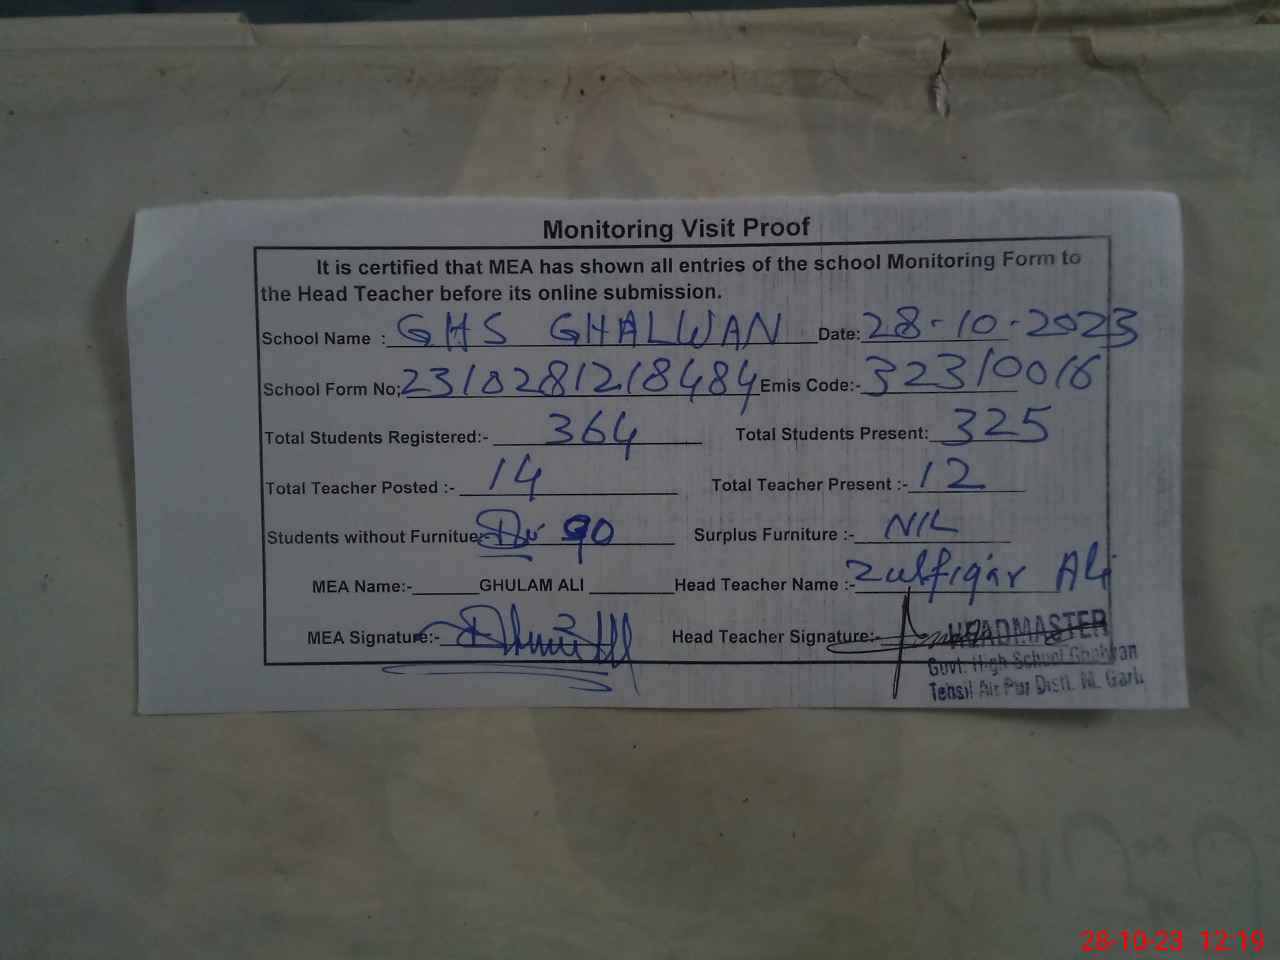 Monitoring Visit Proof
It is certified that MEA has shown all entries of the school Monitoring Form to
the Head Teacher before its online submission.
School Name : GHS GHALWAN Date: 28-10-2023
School Form No; 2310281218484 Emis Code:- 32310016
Total Students Registered:- 364 Total Students Present: 325
Total Teacher Posted :- 14 Total Teacher Present :- 12
Students without Furnitue:- 90 Surplus Furniture :- NIL
MEA Name:- GHULAM ALI Head Teacher Name :- Zulfiqar Ali
MEA Signature:- Head Teacher Signature:-
HEADMASTER
Govt. High School Ghalwan
Tehsil Ali Pur Distt. M. Garh
28-10-23 12:19